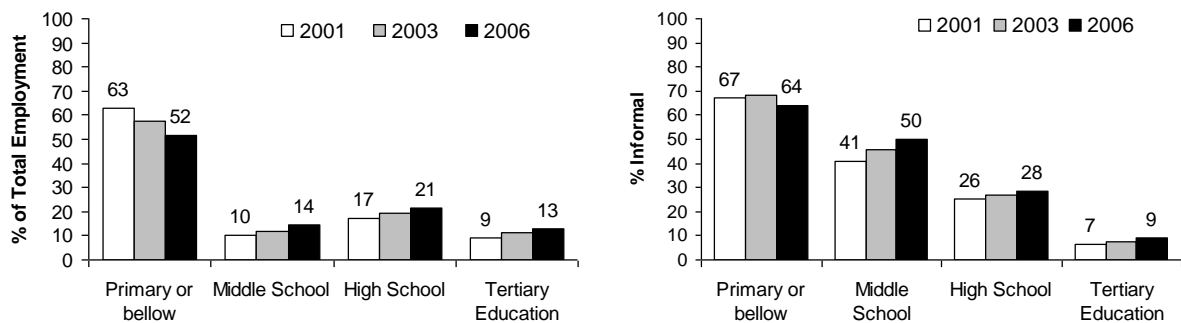 % of Total Employment
100
90
80
70
60
50
40
30
20
10
0
2001 2003 2006
63
52
10
14
17
21
9
13
Primary or
bellow
Middle School
High School
Tertiary
Education
% Informal
100
90
80
70
60
50
40
30
20
10
0
2001 2003 2006
67
64
41
50
26
28
7
9
Primary or
bellow
Middle
School
High School
Tertiary
Education